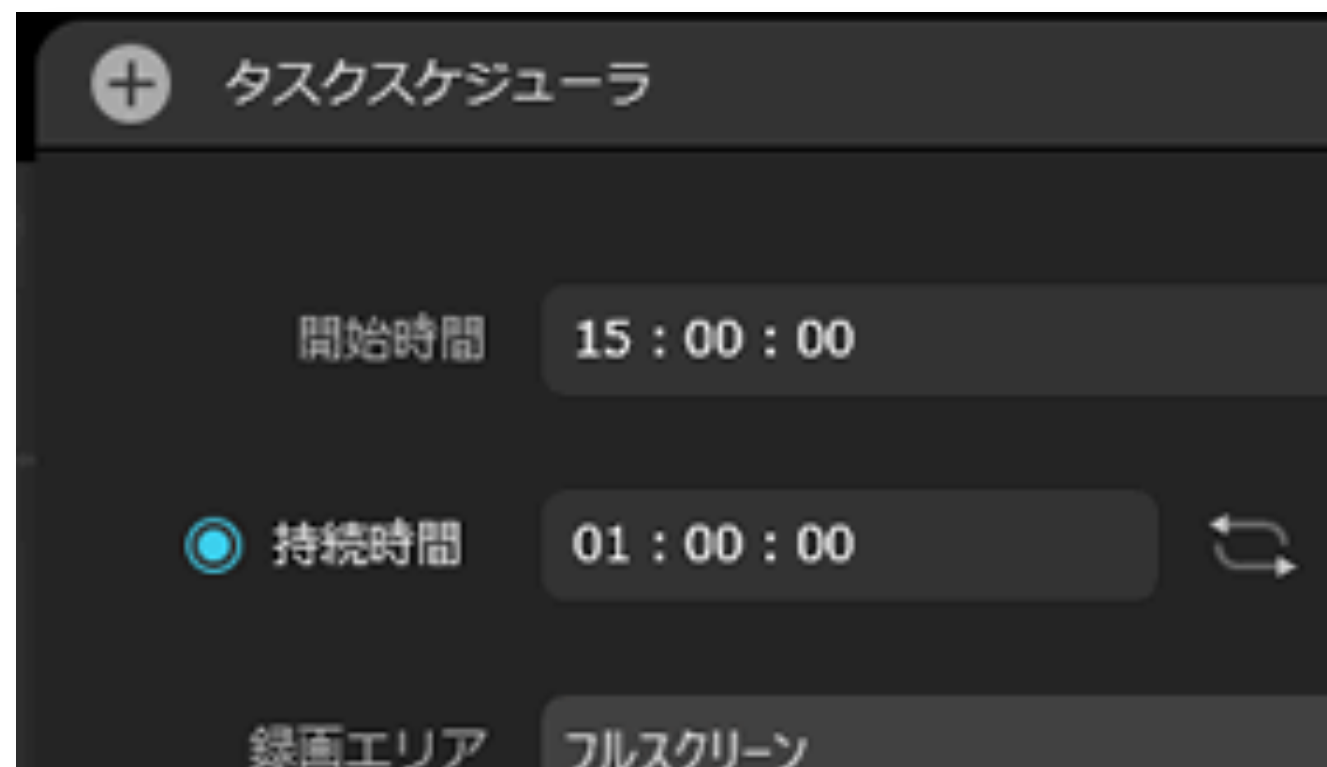 タスクスケジューラ
開始時間 15 : 00 : 00
持続時間 01 : 00 : 00
録画エリア フルスクリーン